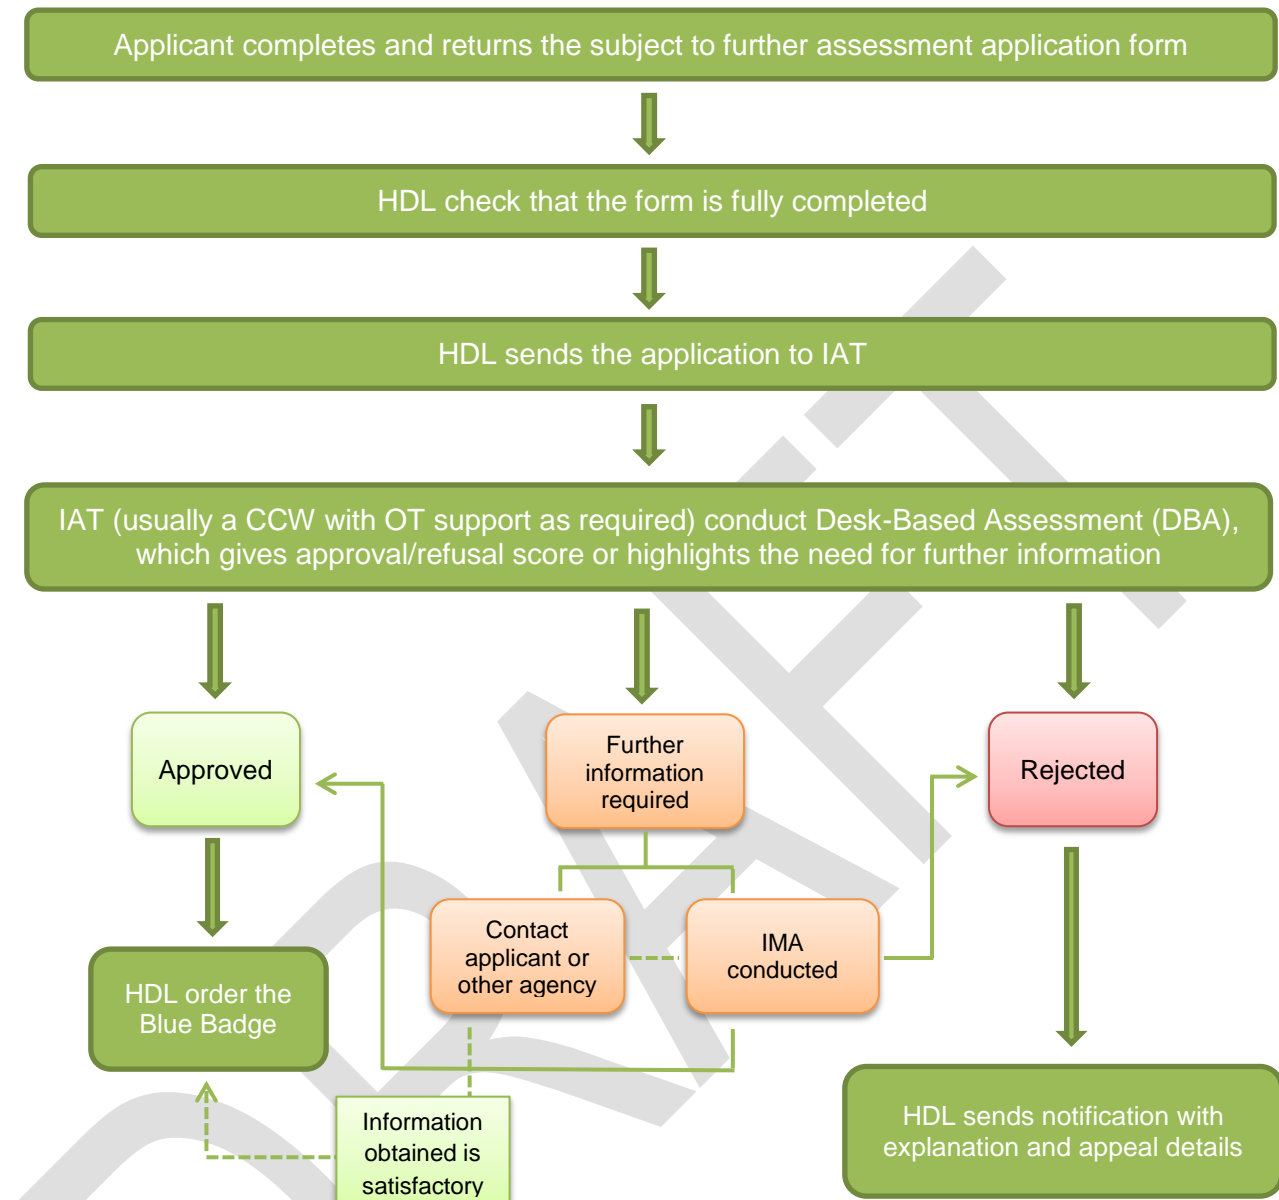 Applicant completes and returns the subject to further assessment application form
HDL check that the form is fully completed
HDL sends the application to IAT
IAT (usually a CCW with OT support as required) conduct Desk-Based Assessment (DBA),
which gives approval/refusal score or highlights the need for further information
Approved
Further
information
required
Rejected
Contact
applicant or
other agency
IMA
conducted
HDL order the
Blue Badge
Information
obtained is
satisfactory
HDL sends notification with
explanation and appeal details
DRAFT